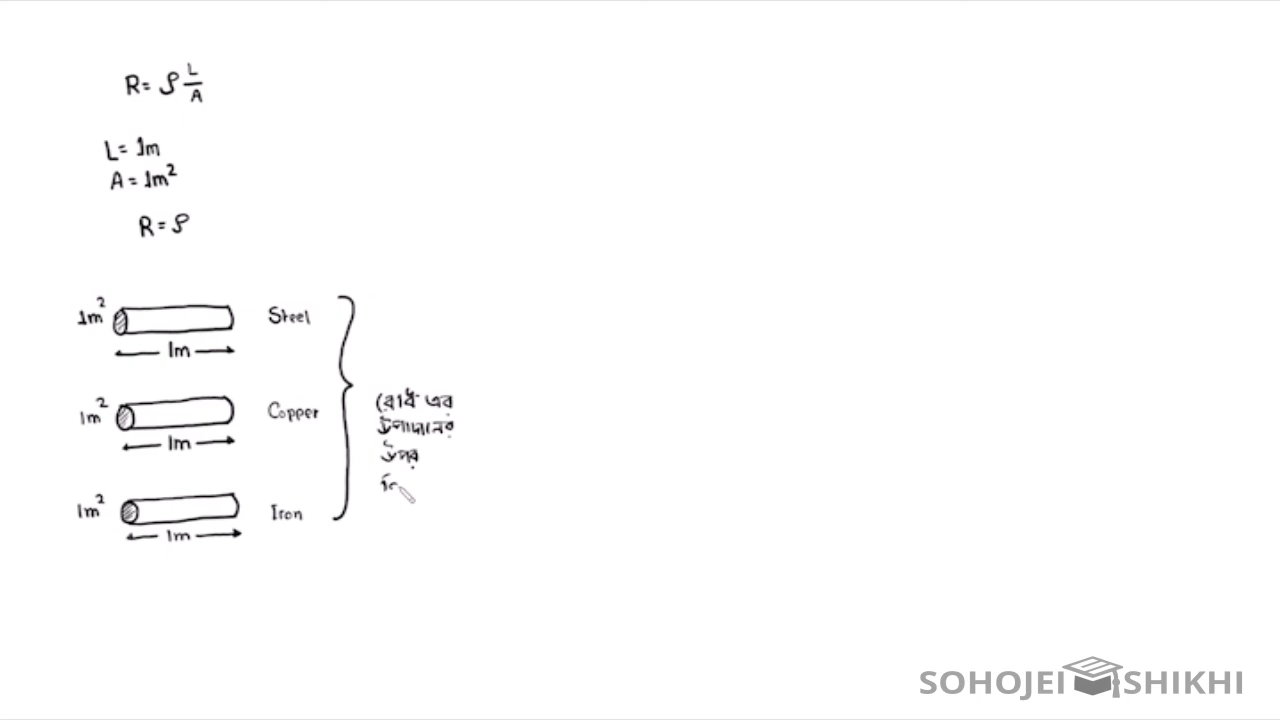 R = ρ L/A
L = 1m
A = 1m²
R = ρ
1m²
Steel
1m
1m²
Copper
1m
1m²
Iron
1m
রোধ এর
উপাদানের
উপর
SOHOJEI SHIKHI